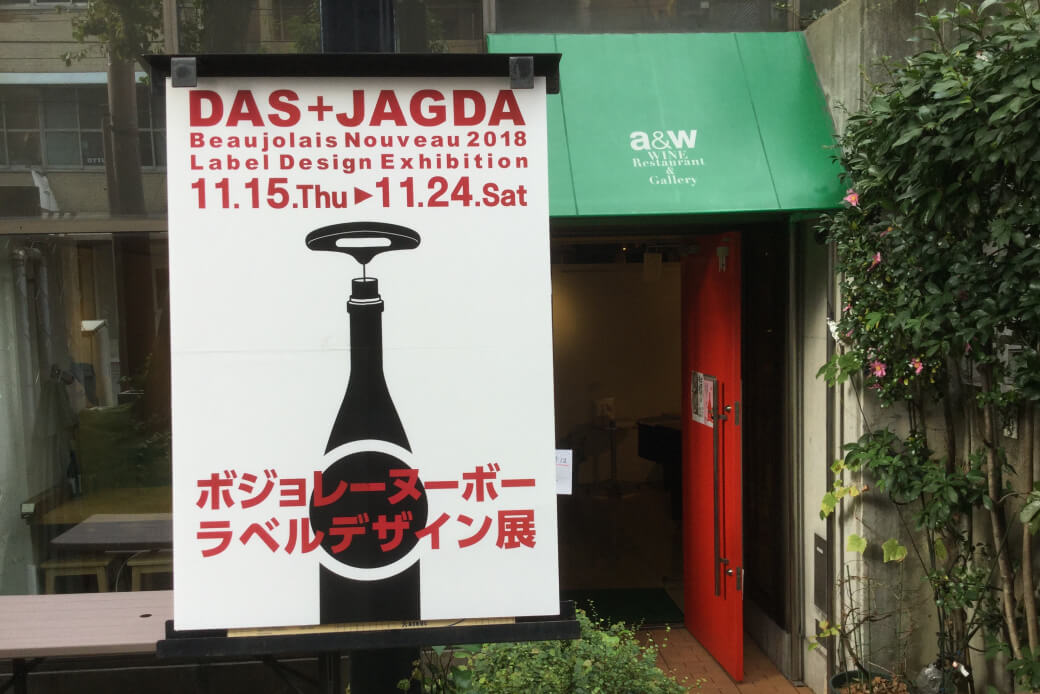 DAS+JAGDA
Beaujolais Nouveau 2018
Label Design Exhibition
11.15.Thu▶11.24.Sat
ボジョレーヌーボー
ラベルデザイン展
a&w
WINE
Restaurant
&
Gallery